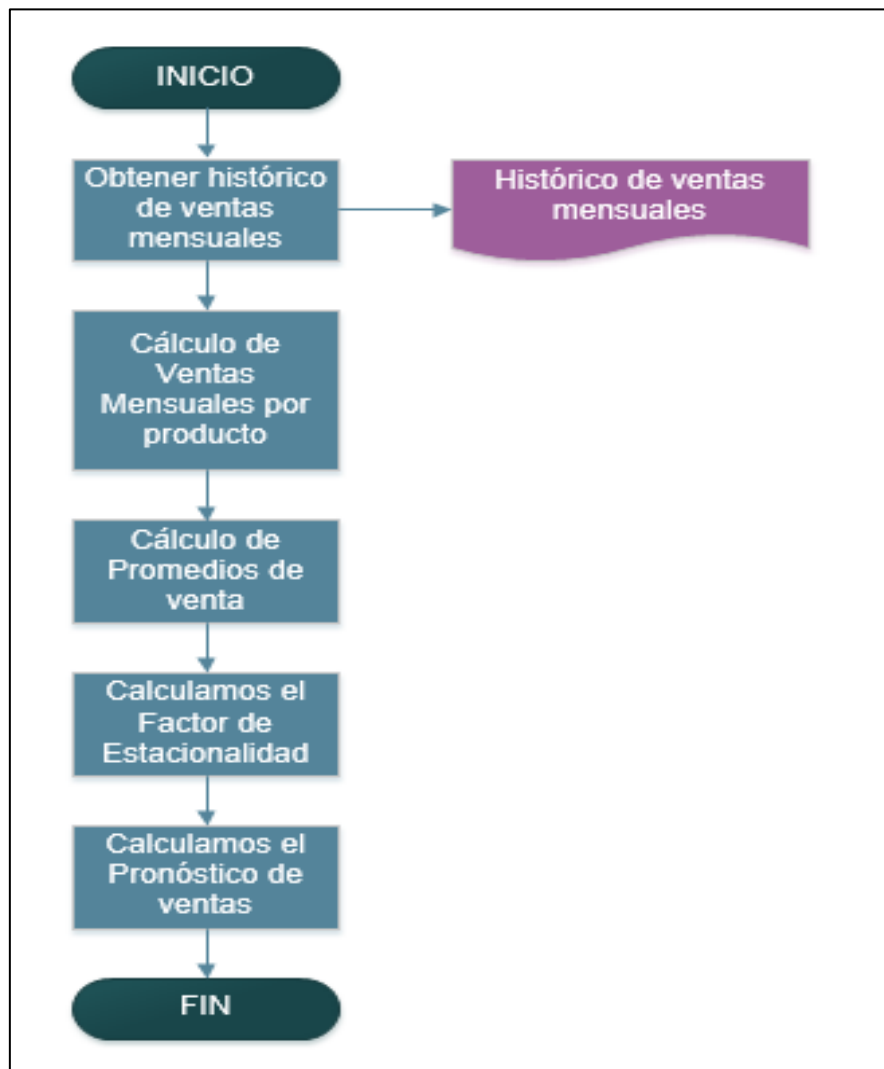 INICIO
Obtener histórico
de ventas
mensuales
Histórico de ventas
mensuales
Cálculo de
Ventas
Mensuales por
producto
Cálculo de
Promedios de
venta
Calculamos el
Factor de
Estacionalidad
Calculamos el
Pronóstico de
ventas
FIN